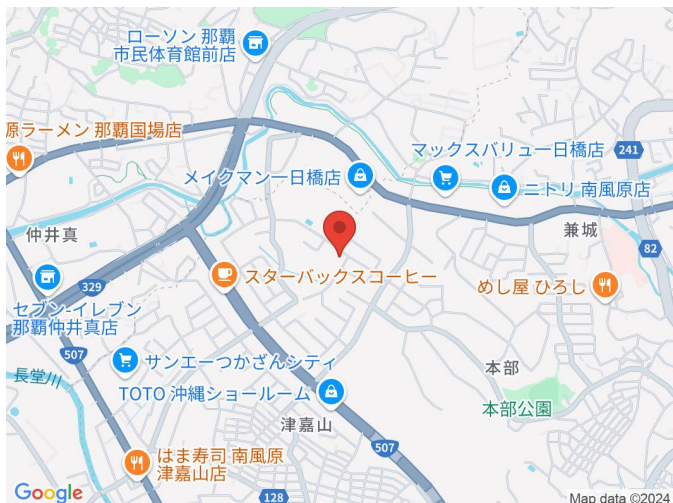 ローソン 那覇
市民体育館前店
源ラーメン 那覇国場店
マックスバリュ一日橋店
241
メイクマン一日橋店
ニトリ 南風原店
仲井真
兼城
82
スターバックスコーヒー
329
めし屋 ひろし
セブン-イレブン
那覇仲井真店
507
サンエーつかざんシティ
本部
長堂川
TOTO 沖縄ショールーム
本部公園
津嘉山
507
はま寿司 南風原
津嘉山店
128
Google
Map data ©2024